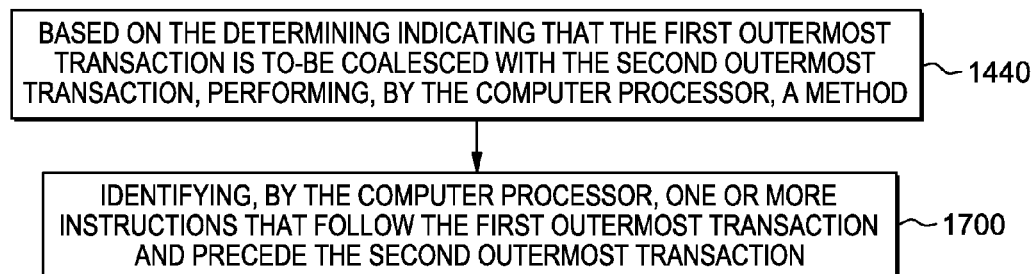 BASED ON THE DETERMINING INDICATING THAT THE FIRST OUTERMOST
TRANSACTION IS TO-BE COALESCED WITH THE SECOND OUTERMOST
TRANSACTION, PERFORMING, BY THE COMPUTER PROCESSOR, A METHOD
1440
IDENTIFYING, BY THE COMPUTER PROCESSOR, ONE OR MORE
INSTRUCTIONS THAT FOLLOW THE FIRST OUTERMOST TRANSACTION
AND PRECEDE THE SECOND OUTERMOST TRANSACTION
1700